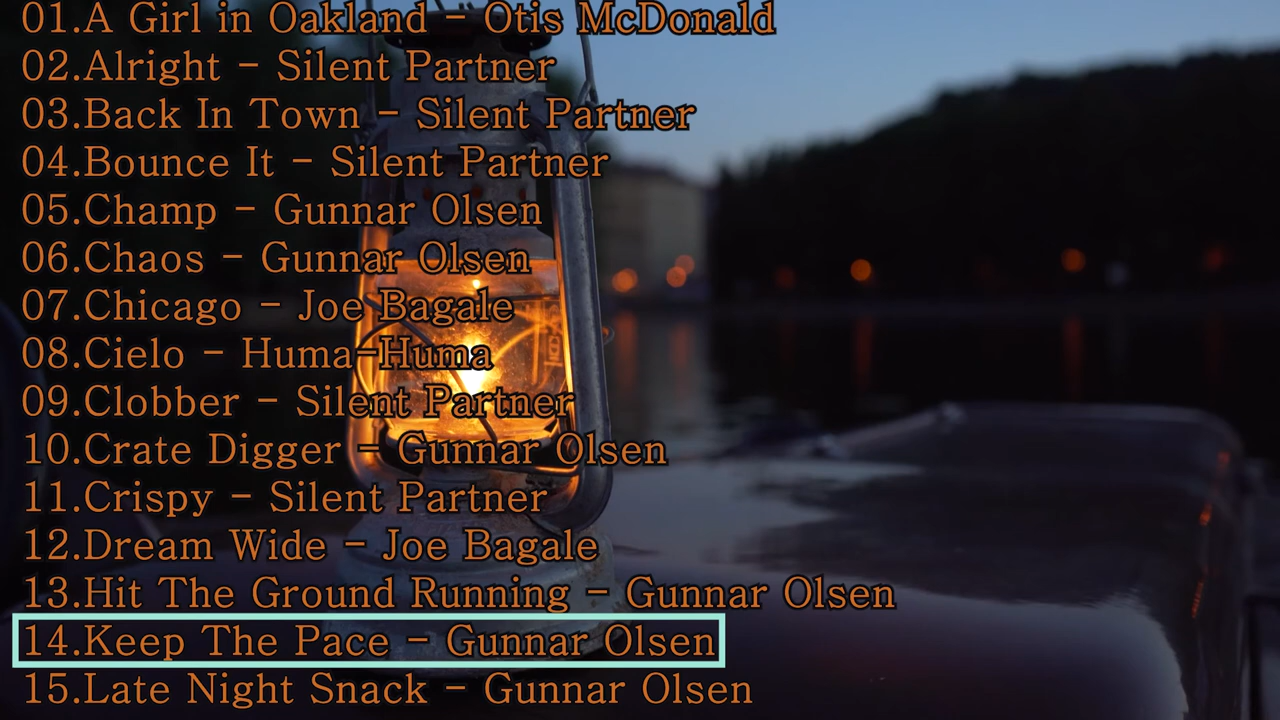 01.A Girl in Oakland - Otis McDonald
02.Alright - Silent Partner
03.Back In Town - Silent Partner
04.Bounce It - Silent Partner
05.Champ - Gunnar Olsen
06.Chaos - Gunnar Olsen
07.Chicago - Joe Bagale
08.Cielo - Huma-Huma
09.Clobber - Silent Partner
10.Crate Digger - Gunnar Olsen
11.Crispy - Silent Partner
12.Dream Wide - Joe Bagale
13.Hit The Ground Running - Gunnar Olsen
14.Keep The Pace - Gunnar Olsen
15.Late Night Snack - Gunnar Olsen